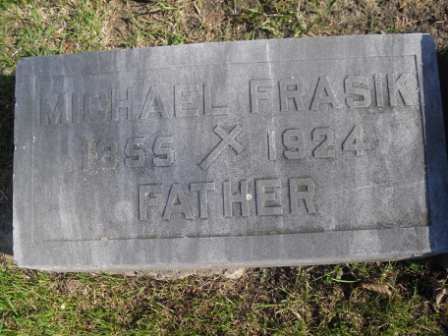 MICHAEL FRASIK
1855 1924
FATHER